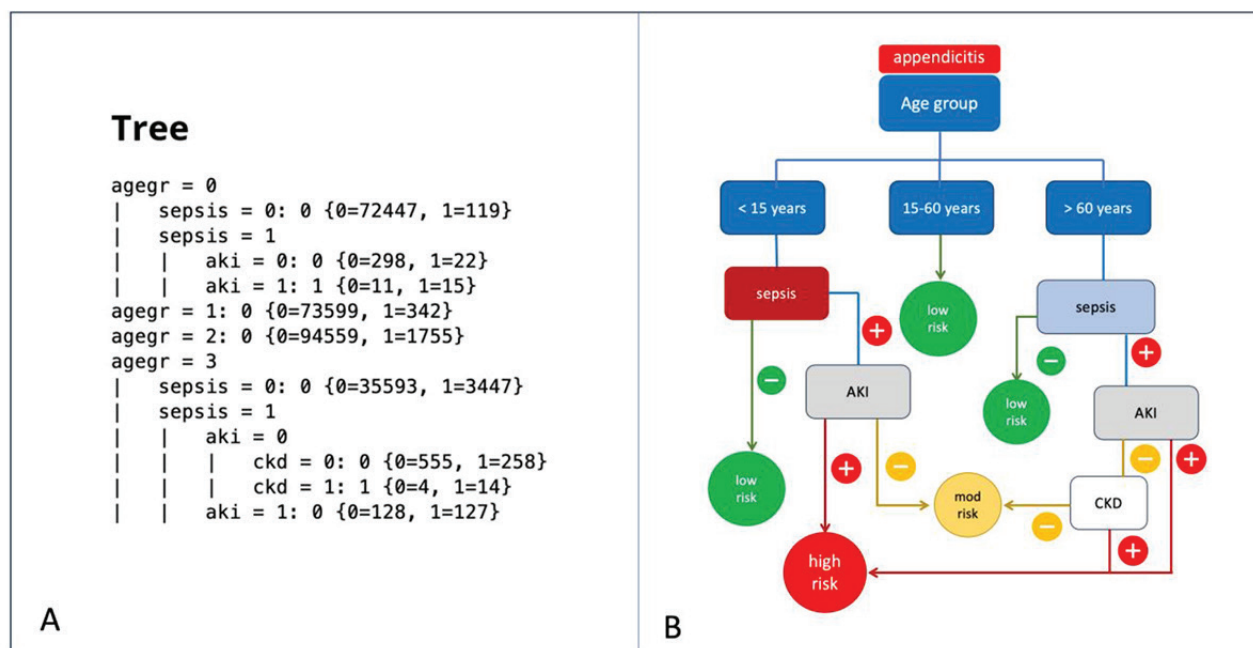 Tree
agegr = 0
|   sepsis = 0: 0 {0=72447, 1=119}
|   sepsis = 1
|   |   aki = 0: 0 {0=298, 1=22}
|   |   aki = 1: 1 {0=11, 1=15}
agegr = 1: 0 {0=73599, 1=342}
agegr = 2: 0 {0=94559, 1=1755}
agegr = 3
|   sepsis = 0: 0 {0=35593, 1=3447}
|   sepsis = 1
|   |   aki = 0
|   |   |   ckd = 0: 0 {0=555, 1=258}
|   |   |   ckd = 1: 1 {0=4, 1=14}
|   |   aki = 1: 0 {0=128, 1=127}
A
appendicitis
Age group
< 15 years
15-60 years
> 60 years
sepsis
low
risk
sepsis
+
−
+
−
AKI
low
risk
AKI
+
−
−
+
low
risk
mod
risk
CKD
−
+
high
risk
B